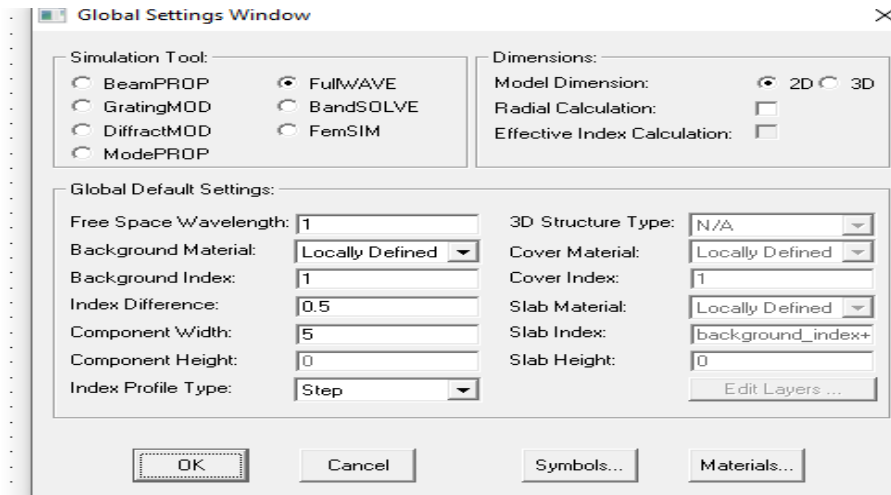 Global Settings Window
Simulation Tool:
BeamPROP FullWAVE
GratingMOD BandSOLVE
DiffractMOD FemSIM
ModePROP
Dimensions:
Model Dimension: 2D 3D
Radial Calculation:
Effective Index Calculation:
Global Default Settings:
Free Space Wavelength: 1 3D Structure Type: N/A
Background Material: Locally Defined Cover Material: Locally Defined
Background Index: 1 Cover Index: 1
Index Difference: 0.5 Slab Material: Locally Defined
Component Width: 5 Slab Index: background_index+
Component Height: 0 Slab Height: 0
Index Profile Type: Step Edit Layers ...
OK Cancel Symbols... Materials...